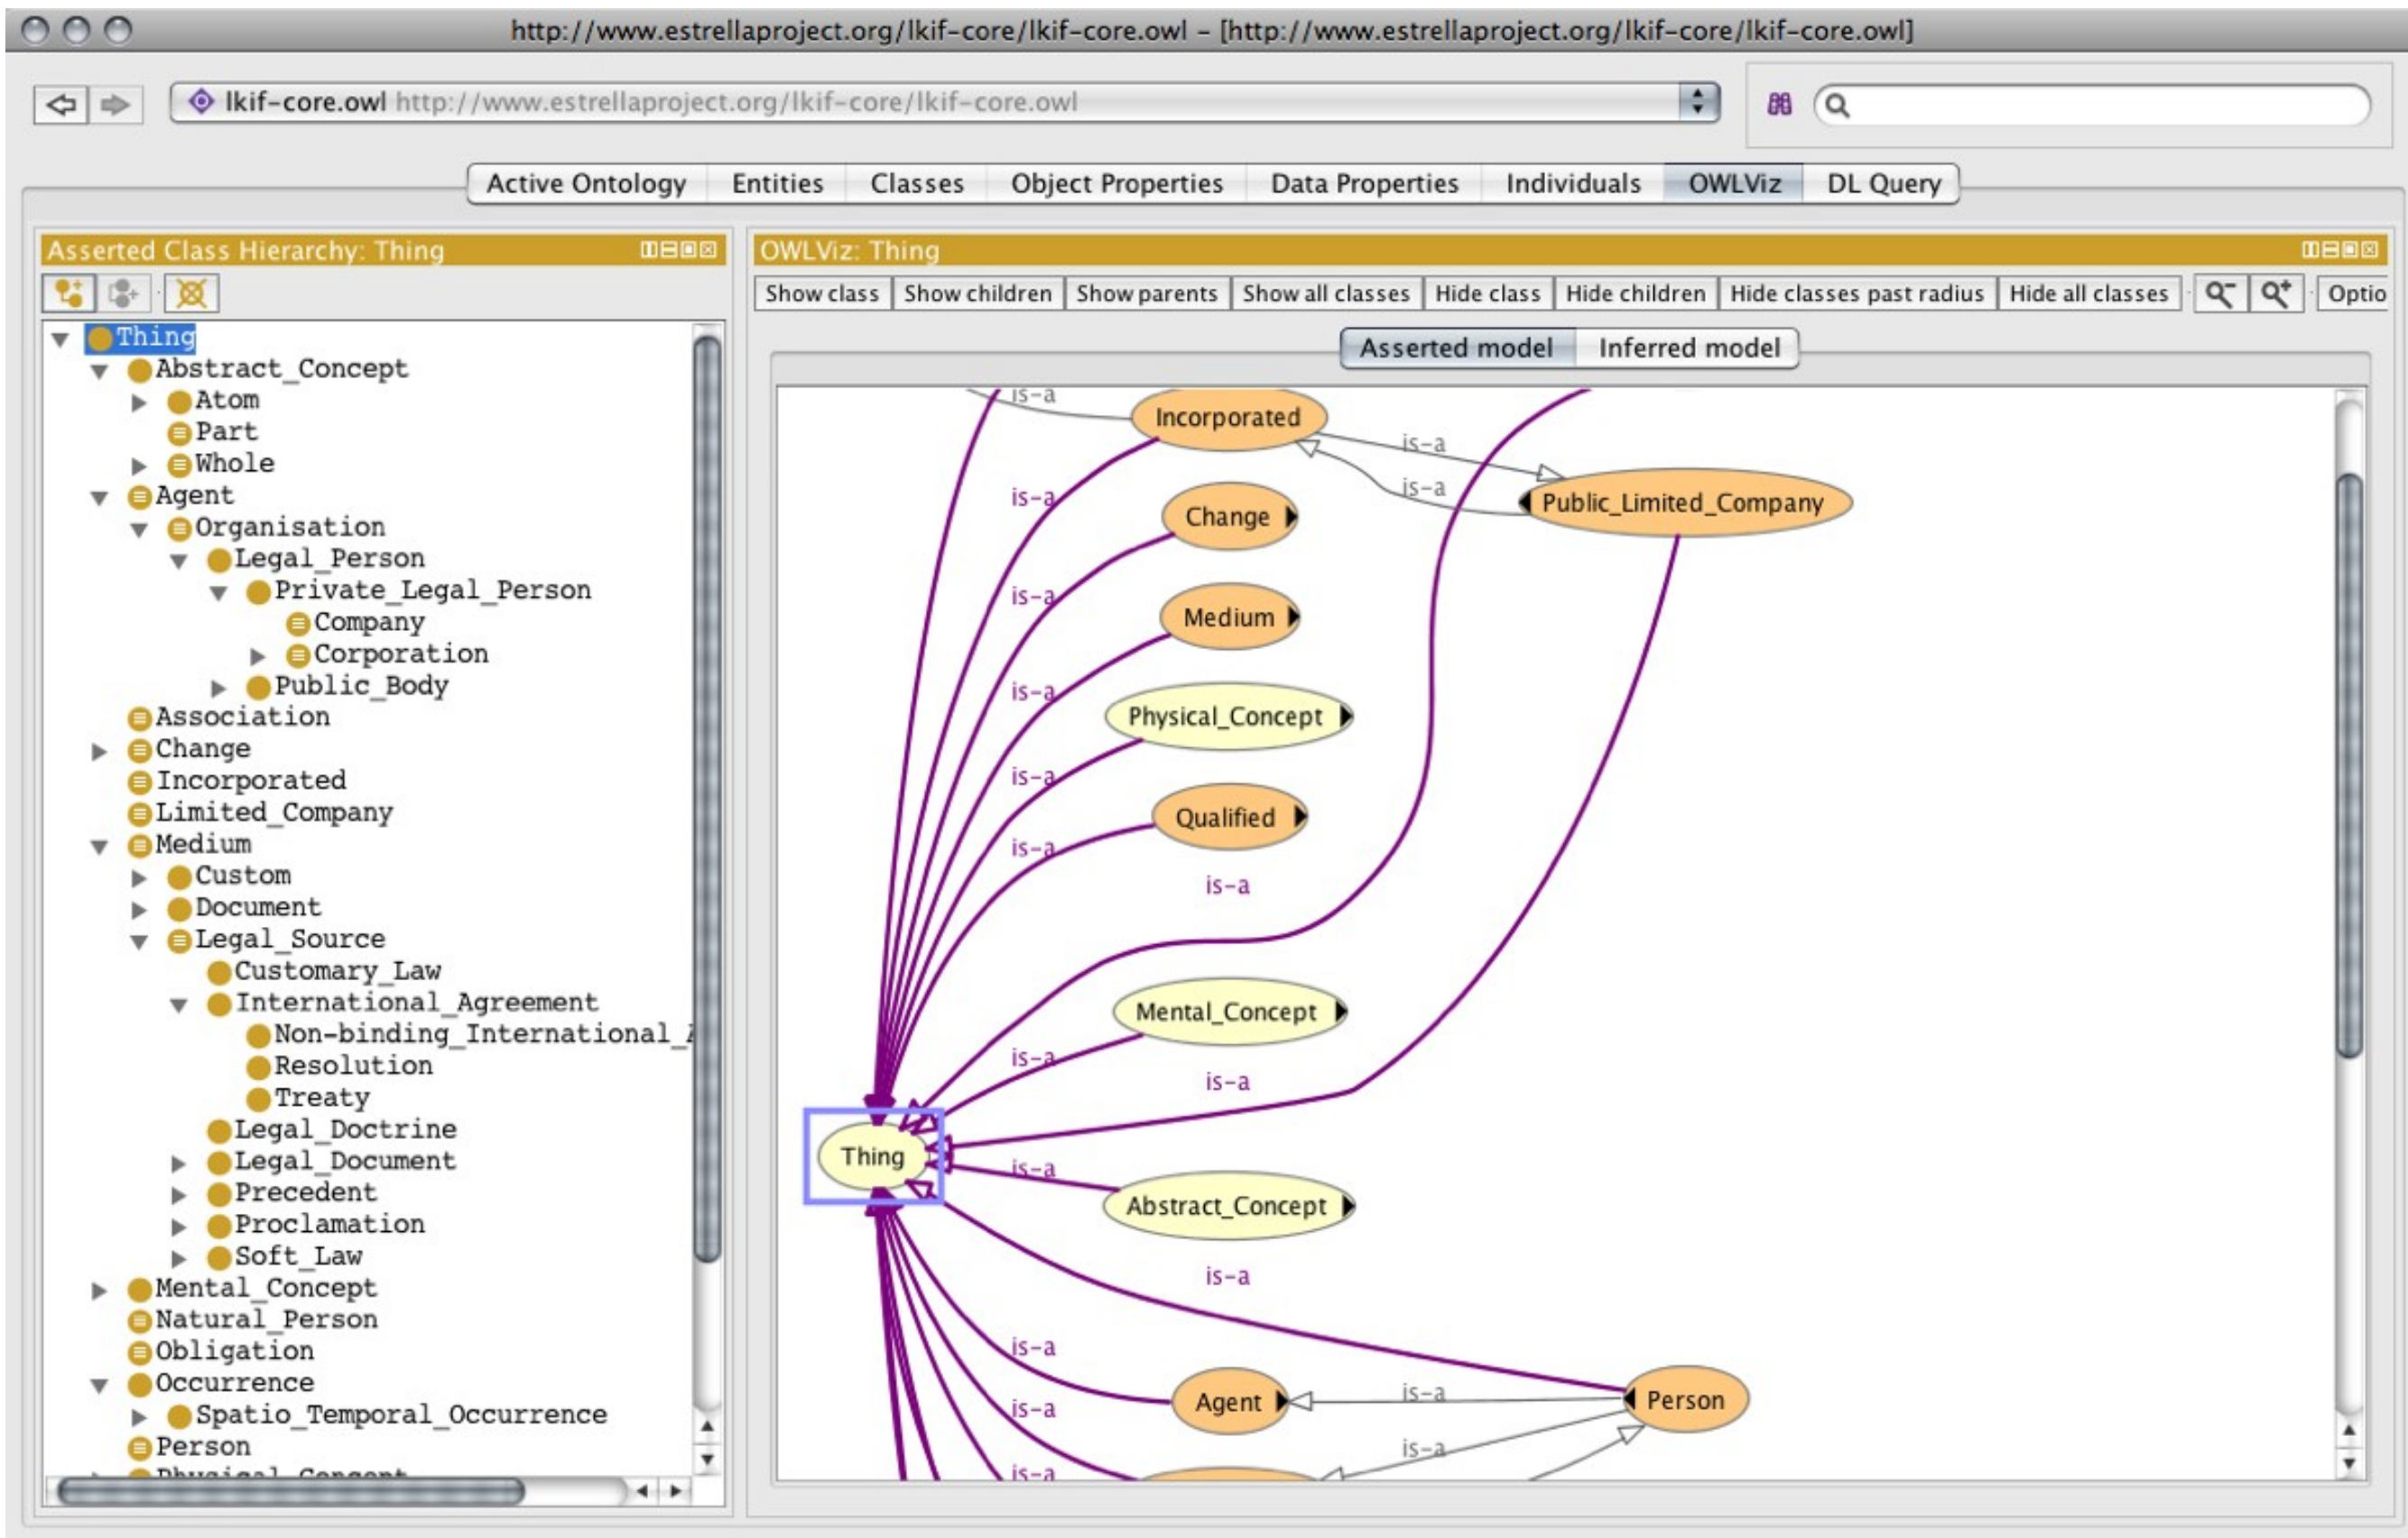 http://www.estrellaproject.org/lkif-core/lkif-core.owl – [http://www.estrellaproject.org/lkif-core/lkif-core.owl]
lkif-core.owl http://www.estrellaproject.org/lkif-core/lkif-core.owl
Active Ontology Entities Classes Object Properties Data Properties Individuals OWLViz DL Query
Asserted Class Hierarchy: Thing
Thing
Abstract_Concept
Atom
Part
Whole
Agent
Organisation
Legal_Person
Private_Legal_Person
Company
Corporation
Public_Body
Association
Change
Incorporated
Limited_Company
Medium
Custom
Document
Legal_Source
Customary_Law
International_Agreement
Non-binding_International_
Resolution
Treaty
Legal_Doctrine
Legal_Document
Precedent
Proclamation
Soft_Law
Mental_Concept
Natural_Person
Obligation
Occurrence
Spatio_Temporal_Occurrence
Person
Physical_Concept
OWLViz: Thing
Show class Show children Show parents Show all classes Hide class Hide children Hide classes past radius Hide all classes Optio
Asserted model Inferred model
is-a
Incorporated
is-a
is-a
Public_Limited_Company
is-a
Change
is-a
Medium
is-a
Physical_Concept
is-a
Qualified
is-a
is-a
Mental_Concept
is-a
is-a
Thing
is-a
Abstract_Concept
is-a
is-a
Agent
is-a
Person
is-a
is-a
is-a